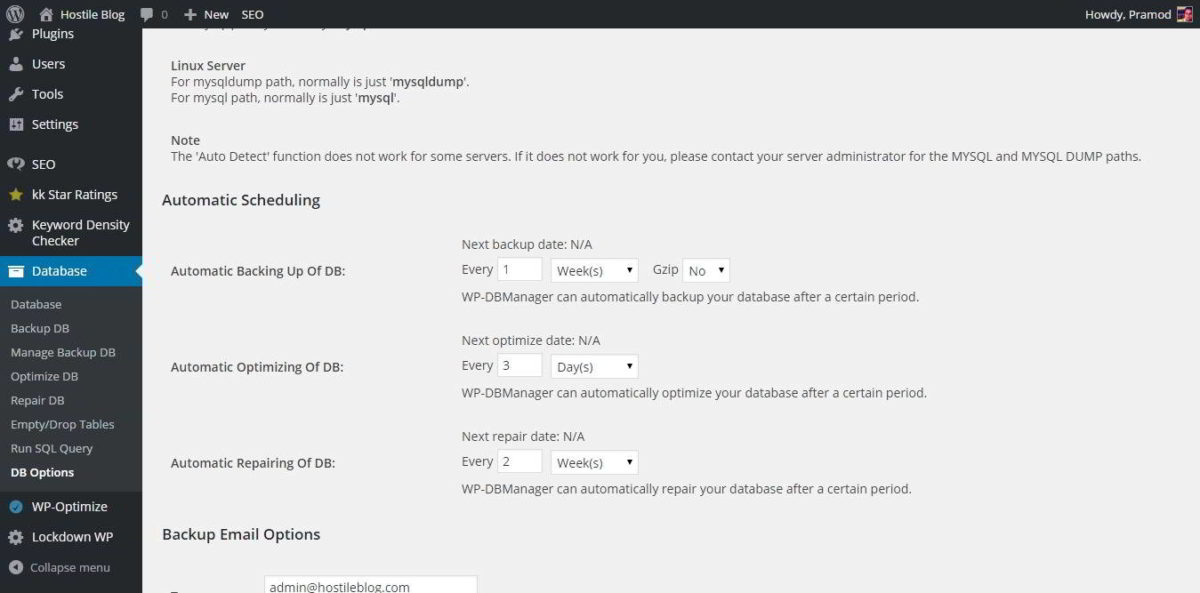 Hostile Blog 0 New SEO Howdy, Pramod
Plugins
Users
Tools
Settings
SEO
kk Star Ratings
Keyword Density
Checker
Database
Database
Backup DB
Manage Backup DB
Optimize DB
Repair DB
Empty/Drop Tables
Run SQL Query
DB Options
WP-Optimize
Lockdown WP
Collapse menu
Linux Server
For mysqldump path, normally is just 'mysqldump'.
For mysql path, normally is just 'mysql'.
Note
The 'Auto Detect' function does not work for some servers. If it does not work for you, please contact your server administrator for the MYSQL and MYSQL DUMP paths.
Automatic Scheduling
Next backup date: N/A
Automatic Backing Up Of DB: Every 1 Week(s) Gzip No
WP-DBManager can automatically backup your database after a certain period.
Next optimize date: N/A
Automatic Optimizing Of DB: Every 3 Day(s)
WP-DBManager can automatically optimize your database after a certain period.
Next repair date: N/A
Automatic Repairing Of DB: Every 2 Week(s)
WP-DBManager can automatically repair your database after a certain period.
Backup Email Options
admin@hostileblog.com